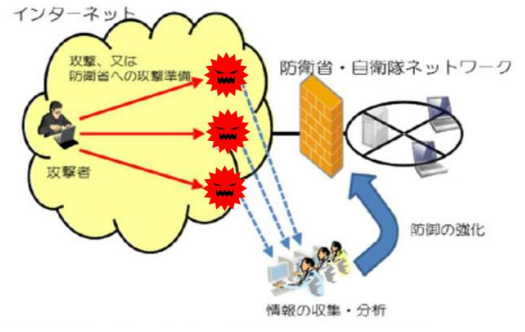 インターネット
攻撃、又は
防衛省への攻撃準備
防衛省・自衛隊ネットワーク
攻撃者
防御の強化
情報の収集・分析